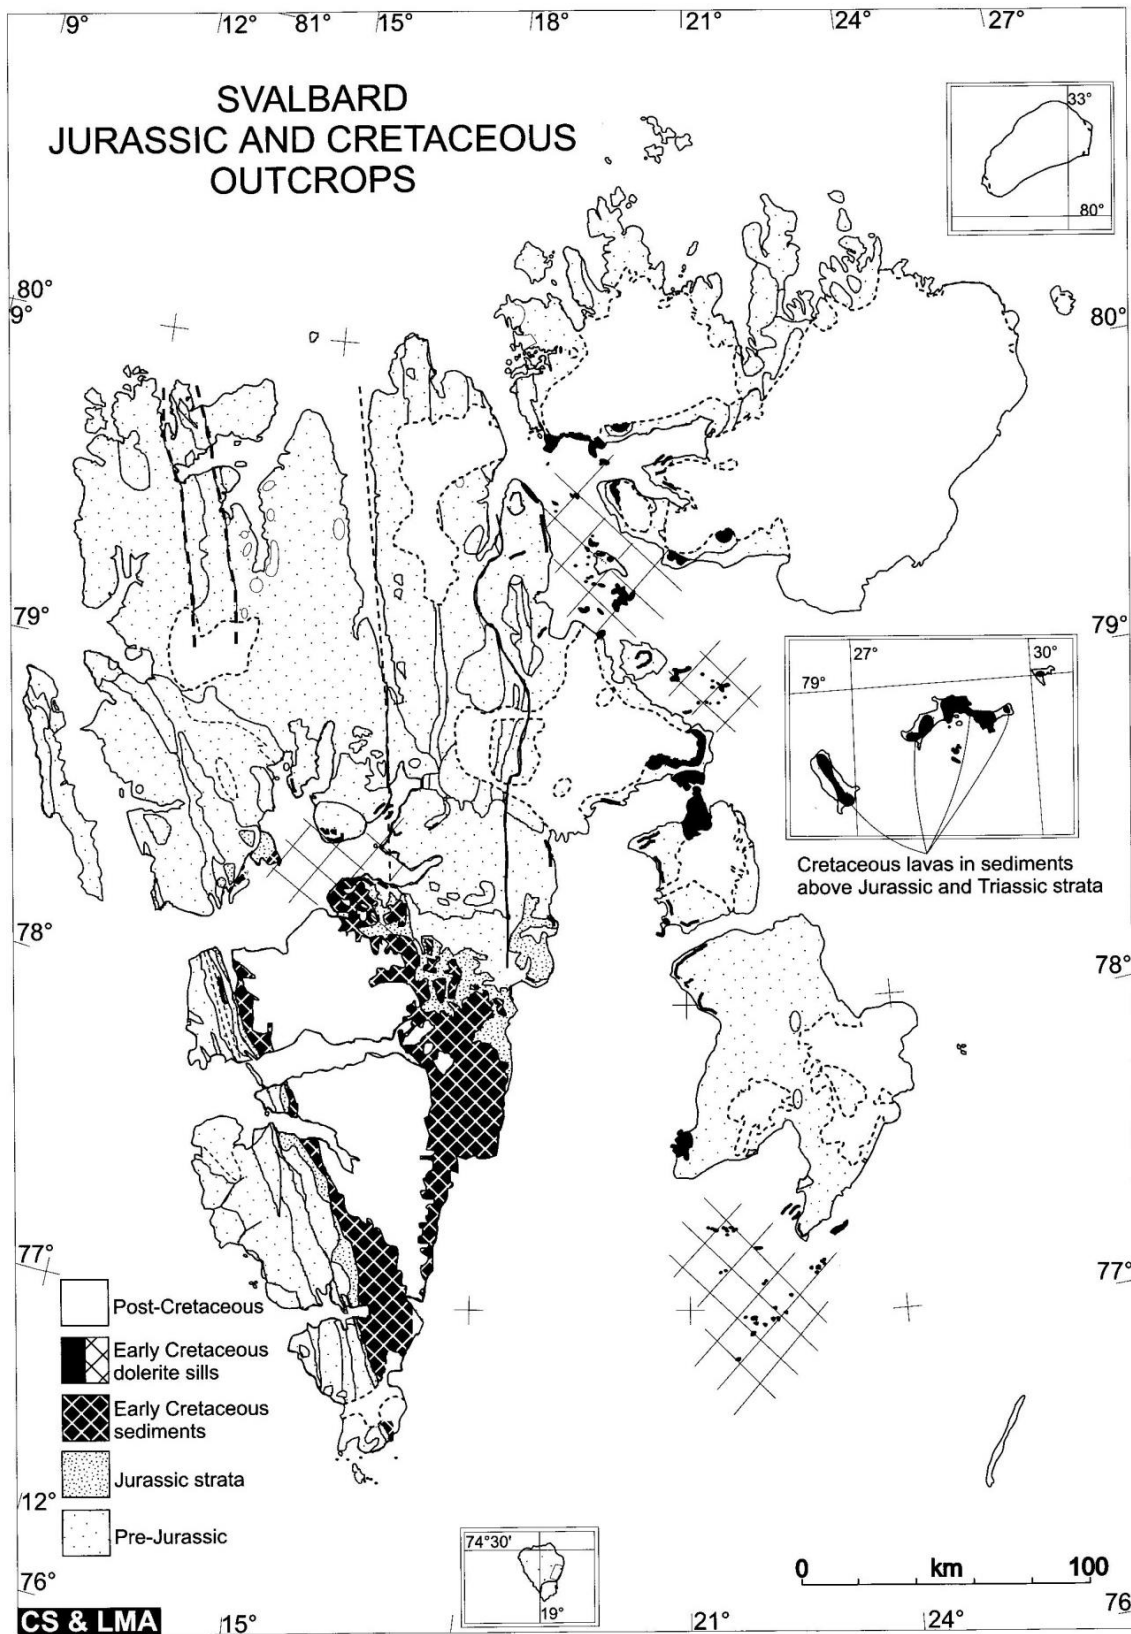 9° 12° 81° 15° 18° 21° 24° 27°
SVALBARD
JURASSIC AND CRETACEOUS
OUTCROPS
33°
80°
80°
9°
80°
79°
79°
27°
30°
79°
Cretaceous lavas in sediments
above Jurassic and Triassic strata
78°
78°
77°
77°
Post-Cretaceous
Early Cretaceous
dolerite sills
Early Cretaceous
sediments
Jurassic strata
Pre-Jurassic
12°
76°
74°30'
19°
0 km 100
76
CS & LMA
15° 21° 24°